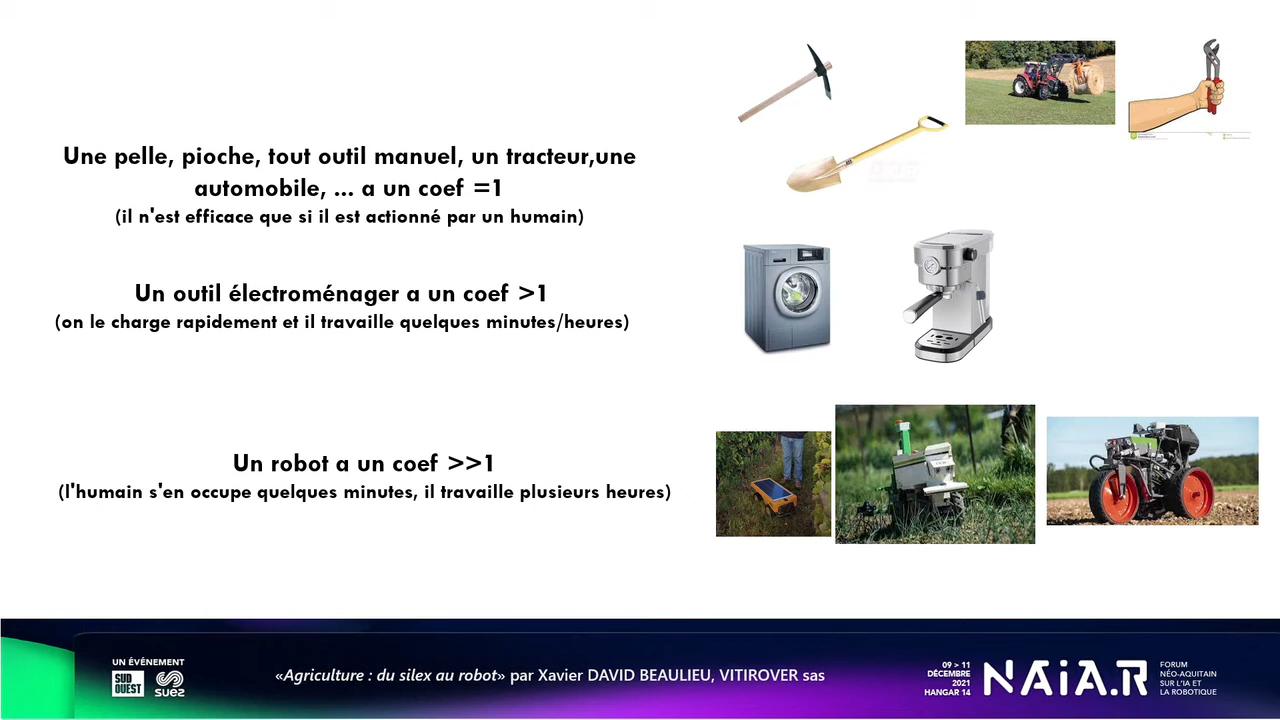 Une pelle, pioche, tout outil manuel, un tracteur,une
automobile, ... a un coef =1
(il n'est efficace que si il est actionné par un humain)
Un outil électroménager a un coef >1
(on le charge rapidement et il travaille quelques minutes/heures)
Un robot a un coef >>1
(l'humain s'en occupe quelques minutes, il travaille plusieurs heures)
UN ÉVÉNEMENT
SUD
OUEST
suez
«Agriculture : du silex au robot» par Xavier DAVID BEAULIEU, VITIROVER sas
09 > 11
DÉCEMBRE
2021
HANGAR 14
NAiA.R
FORUM
NÉO-AQUITAIN
SUR L'IA ET
LA ROBOTIQUE